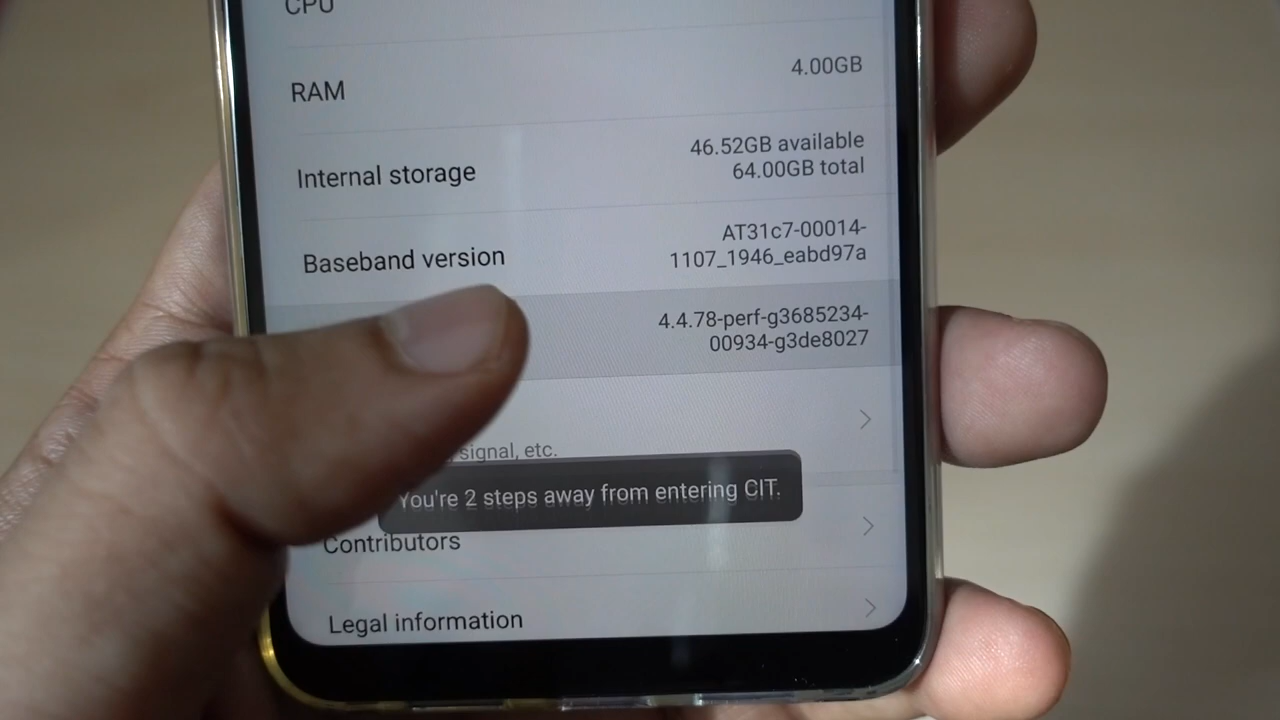 CPU
RAM
4.00GB
Internal storage
46.52GB available
64.00GB total
Baseband version
AT31c7-00014-
1107_1946_eabd97a
4.4.78-perf-g3685234-
00934-g3de8027
signal, etc.
You're 2 steps away from entering CIT.
Contributors
Legal information